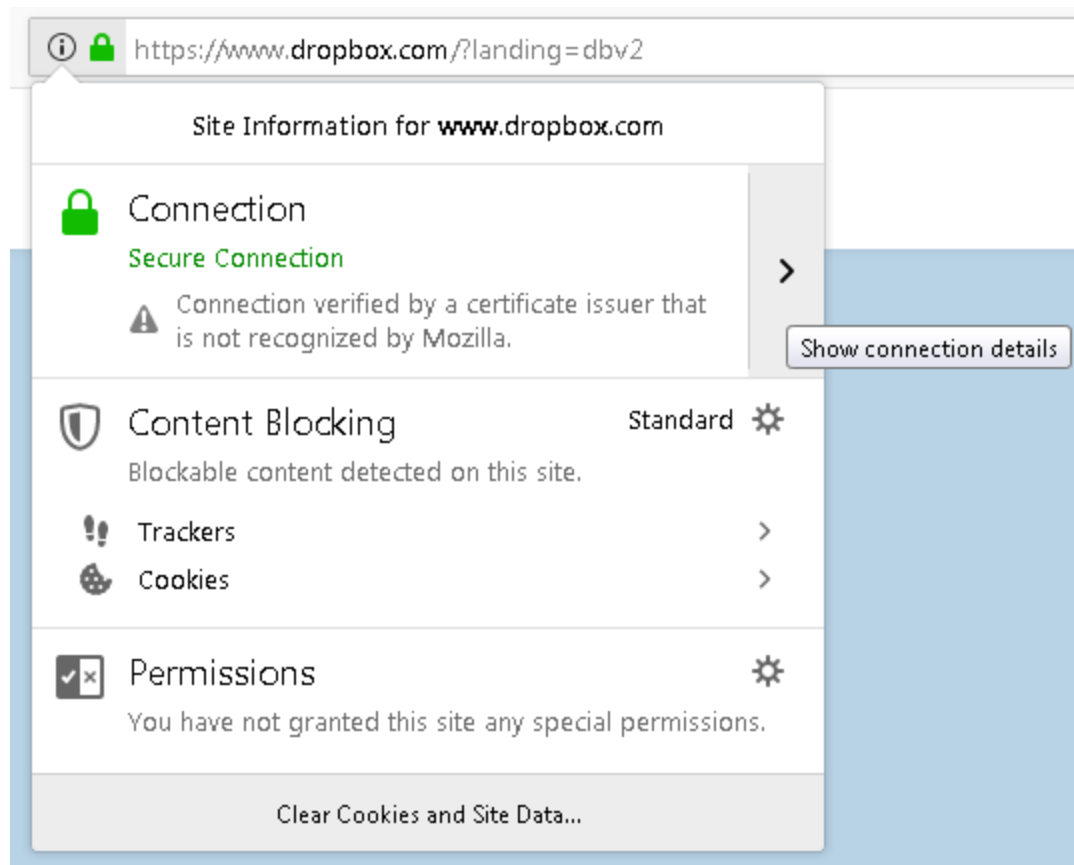 https://www.dropbox.com/?landing=dbv2
Site Information for www.dropbox.com
Connection
Secure Connection
Connection verified by a certificate issuer that
is not recognized by Mozilla.
Show connection details
Content Blocking
Standard
Blockable content detected on this site.
Trackers
Cookies
Permissions
You have not granted this site any special permissions.
Clear Cookies and Site Data...